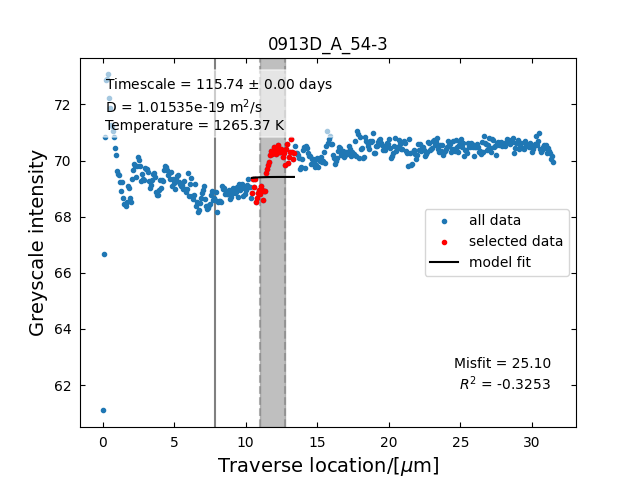 0913D_A_54-3
Timescale = 115.74 ± 0.00 days
D = 1.01535e-19 m²/s
Temperature = 1265.37 K
72
70
68
66
64
62
Greyscale intensity
all data
selected data
model fit
Misfit = 25.10
R² = -0.3253
0 5 10 15 20 25 30
Traverse location/[μm]